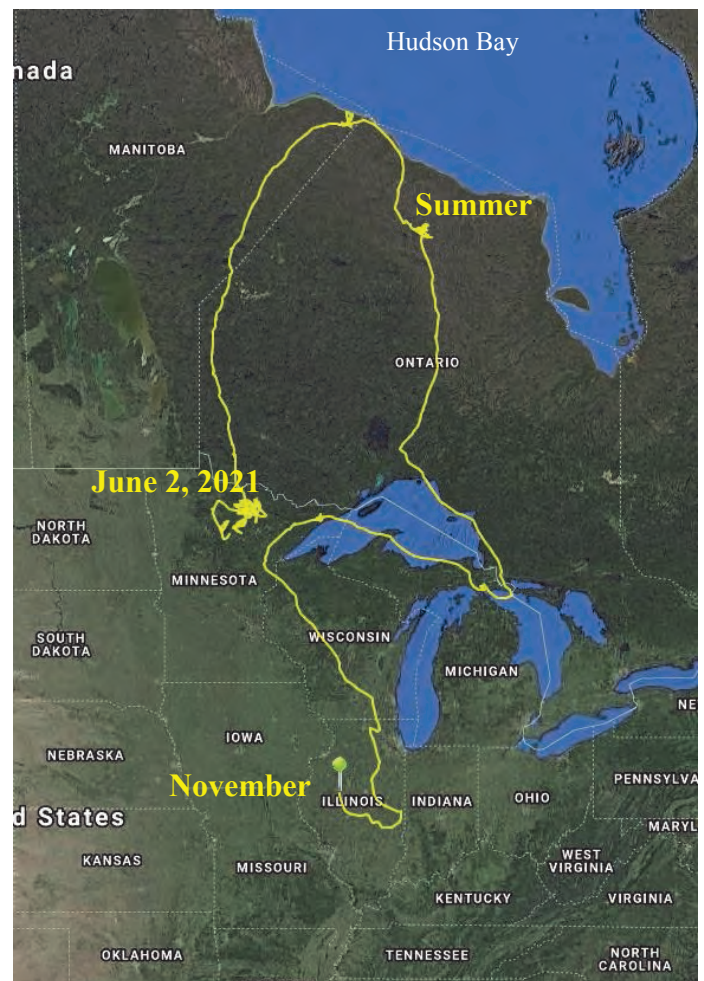 Hudson Bay
nada
MANITOBA
Summer
ONTARIO
June 2, 2021
NORTH
DAKOTA
MINNESOTA
WISCONSIN
SOUTH
DAKOTA
MICHIGAN
NE
IOWA
NEBRASKA
November
ILLINOIS
INDIANA
OHIO
PENNSYLVA
d States
MARYL
KANSAS
MISSOURI
WEST
VIRGINIA
KENTUCKY
VIRGINIA
OKLAHOMA
TENNESSEE
NORTH
CAROLINA